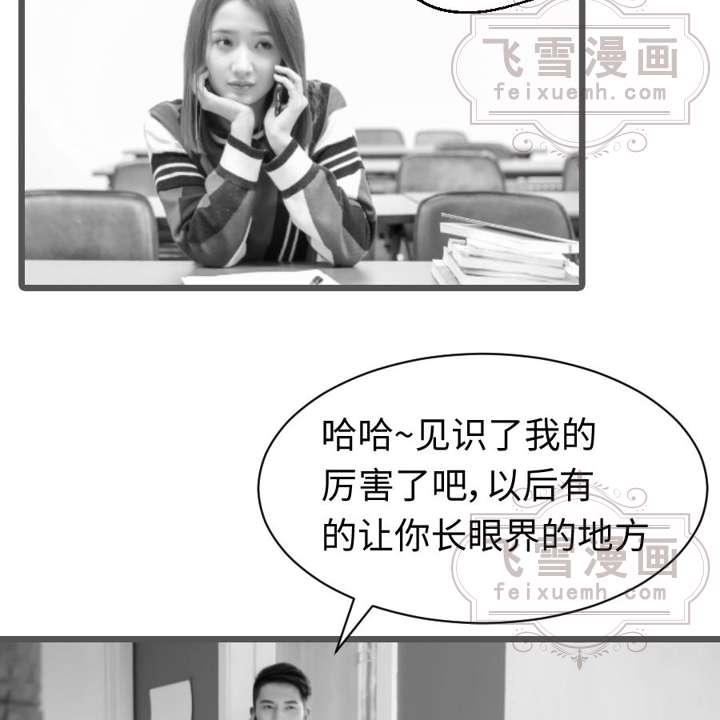 飞雪漫画
feixuemh.com
哈哈~见识了我的
厉害了吧，以后有
的让你长眼界的地方
飞雪漫画
feixuemh.com